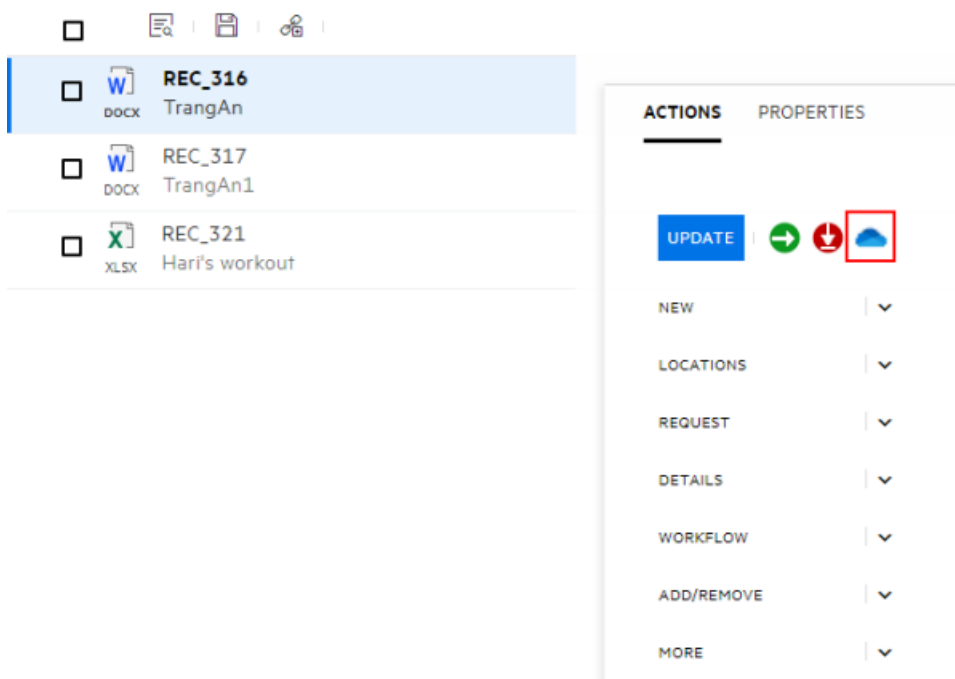 REC_316
W
DOCX
TrangAn
REC_317
W
DOCX
TrangAn1
REC_321
X
XLSX
Hari's workout
ACTIONS PROPERTIES
UPDATE
NEW
LOCATIONS
REQUEST
DETAILS
WORKFLOW
ADD/REMOVE
MORE